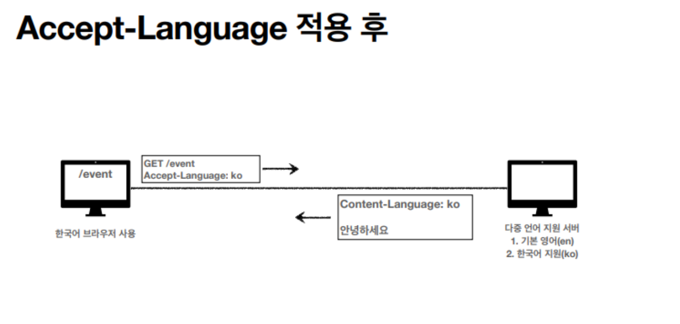 Accept-Language 적용 후
/event
GET /event
Accept-Language: ko
Content-Language: ko
안녕하세요
한국어 브라우저 사용
다중 언어 지원 서버
1. 기본 영어(en)
2. 한국어 지원(ko)